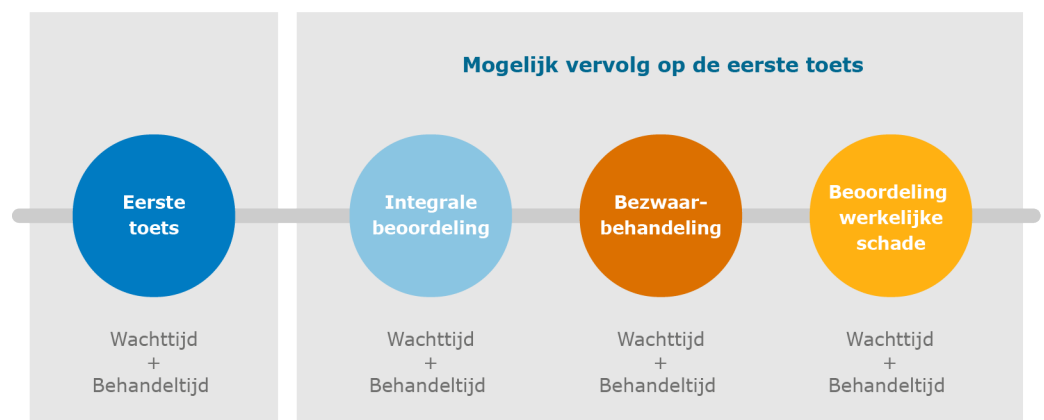 Mogelijk vervolg op de eerste toets
Eerste
toets
Integrale
beoordeling
Bezwaar-
behandeling
Beoordeling
werkelijke
schade
Wachttijd
+
Behandeltijd
Wachttijd
+
Behandeltijd
Wachttijd
+
Behandeltijd
Wachttijd
+
Behandeltijd